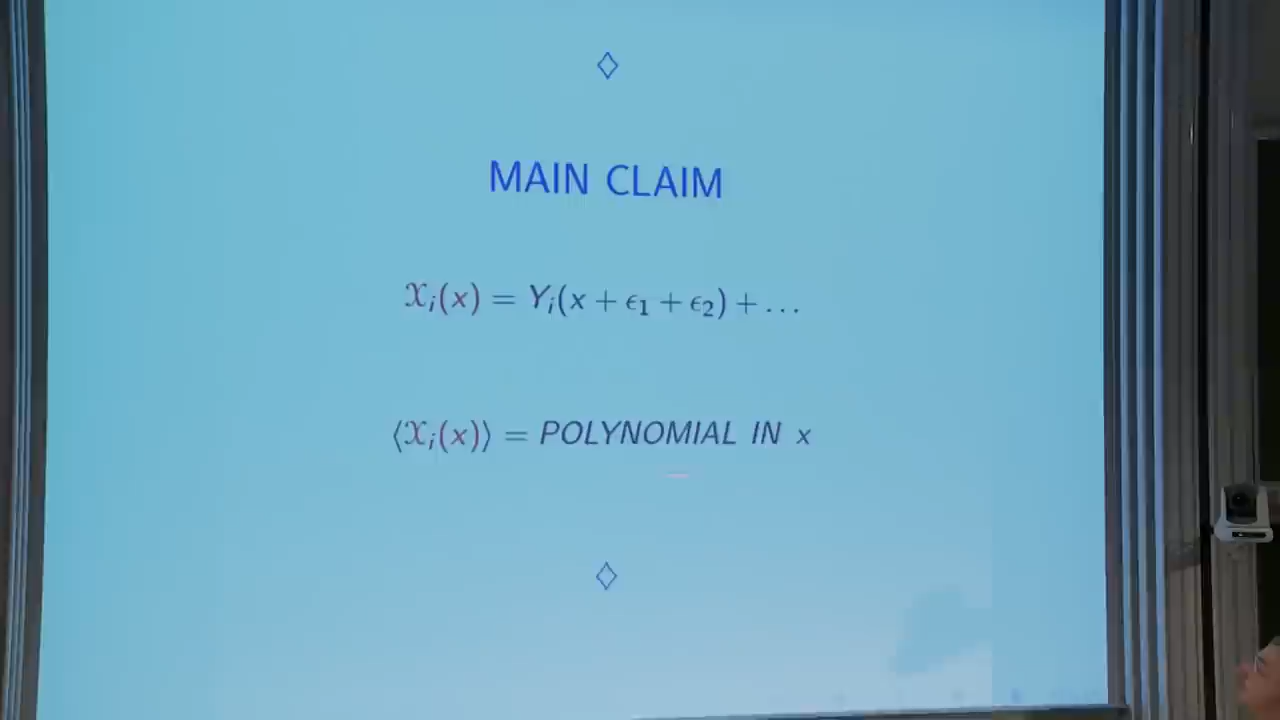 MAIN CLAIM
𝒳ᵢ(x) = Yᵢ(x + ϵ₁ + ϵ₂) + …
⟨𝒳ᵢ(x)⟩ = POLYNOMIAL IN x